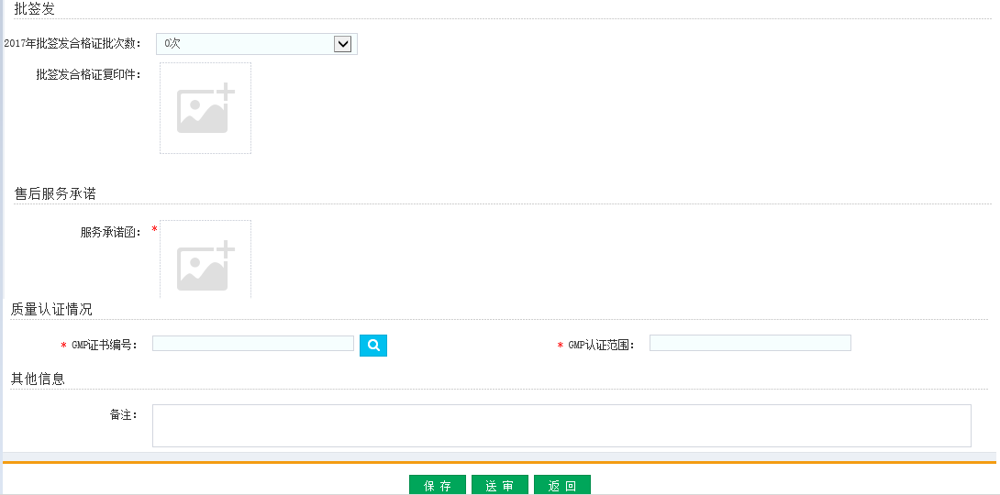 批签发
2017年批签发合格证批次数： 0次
批签发合格证复印件：
售后服务承诺
服务承诺函： *
质量认证情况
* GMP证书编号： * GMP认证范围：
其他信息
备注：
保存 送审 返回